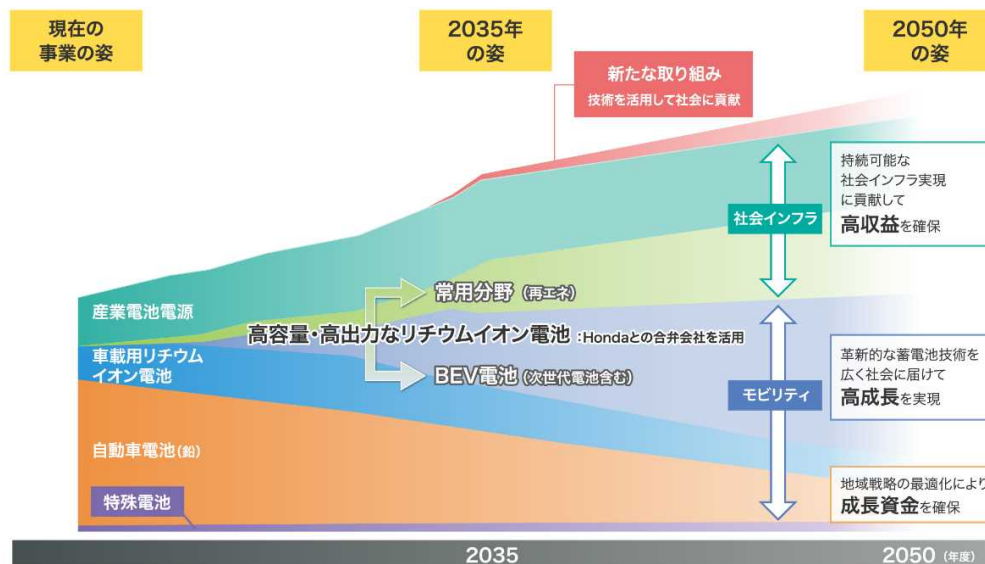 現在の
事業の姿
2035年
の姿
2050年
の姿
新たな取り組み
技術を活用して社会に貢献
持続可能な
社会インフラ実現
に貢献して
高収益を確保
社会インフラ
産業電池電源
常用分野(再エネ)
高容量・高出力なリチウムイオン電池:Hondaとの合弁会社を活用
車載用リチウム
イオン電池
BEV電池(次世代電池含む)
革新的な蓄電池技術を
広く社会に届けて
高成長を実現
モビリティ
自動車電池(鉛)
特殊電池
地域戦略の最適化により
成長資金を確保
2035
2050(年度)